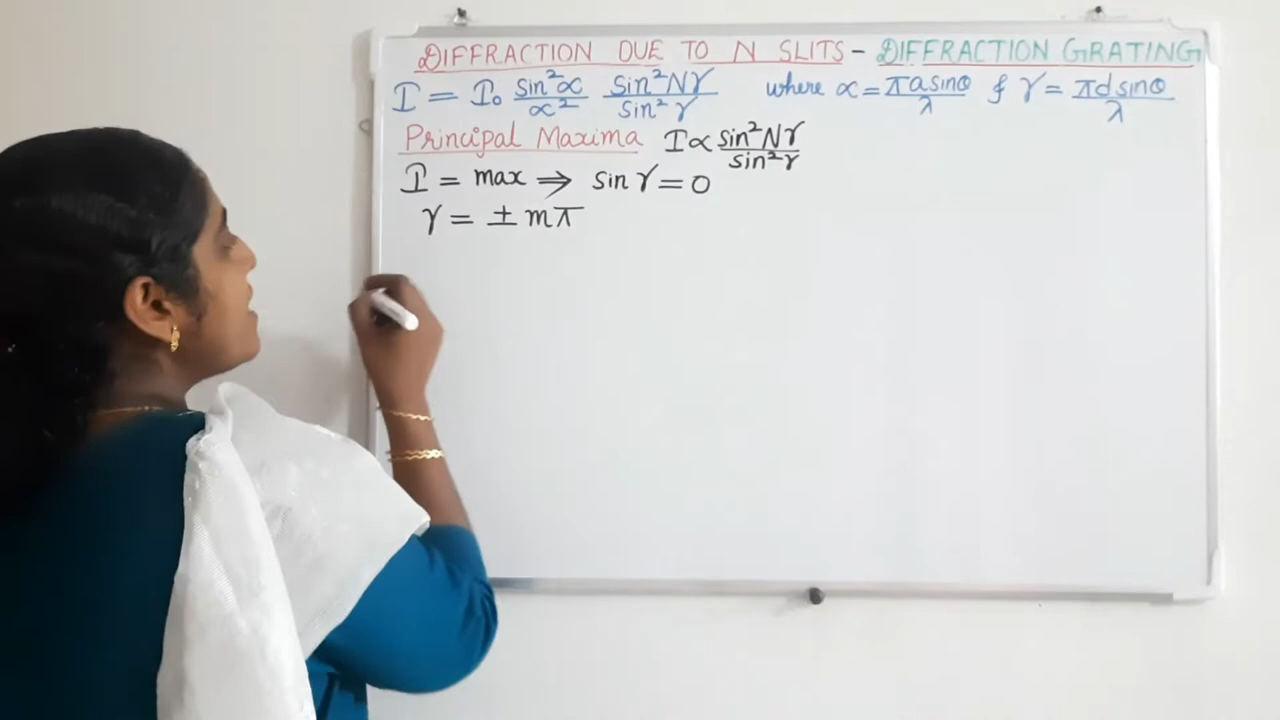 DIFFRACTION DUE TO N SLITS - DIFFRACTION GRATING
I = I₀ sin²α/α² sin²Nγ/sin²γ where α = πa sinθ/λ & γ = πd sinθ/λ
Principal Maxima I ∝ sin²Nγ/sin²γ
I = max ⇒ sin γ = 0
γ = ± mπ